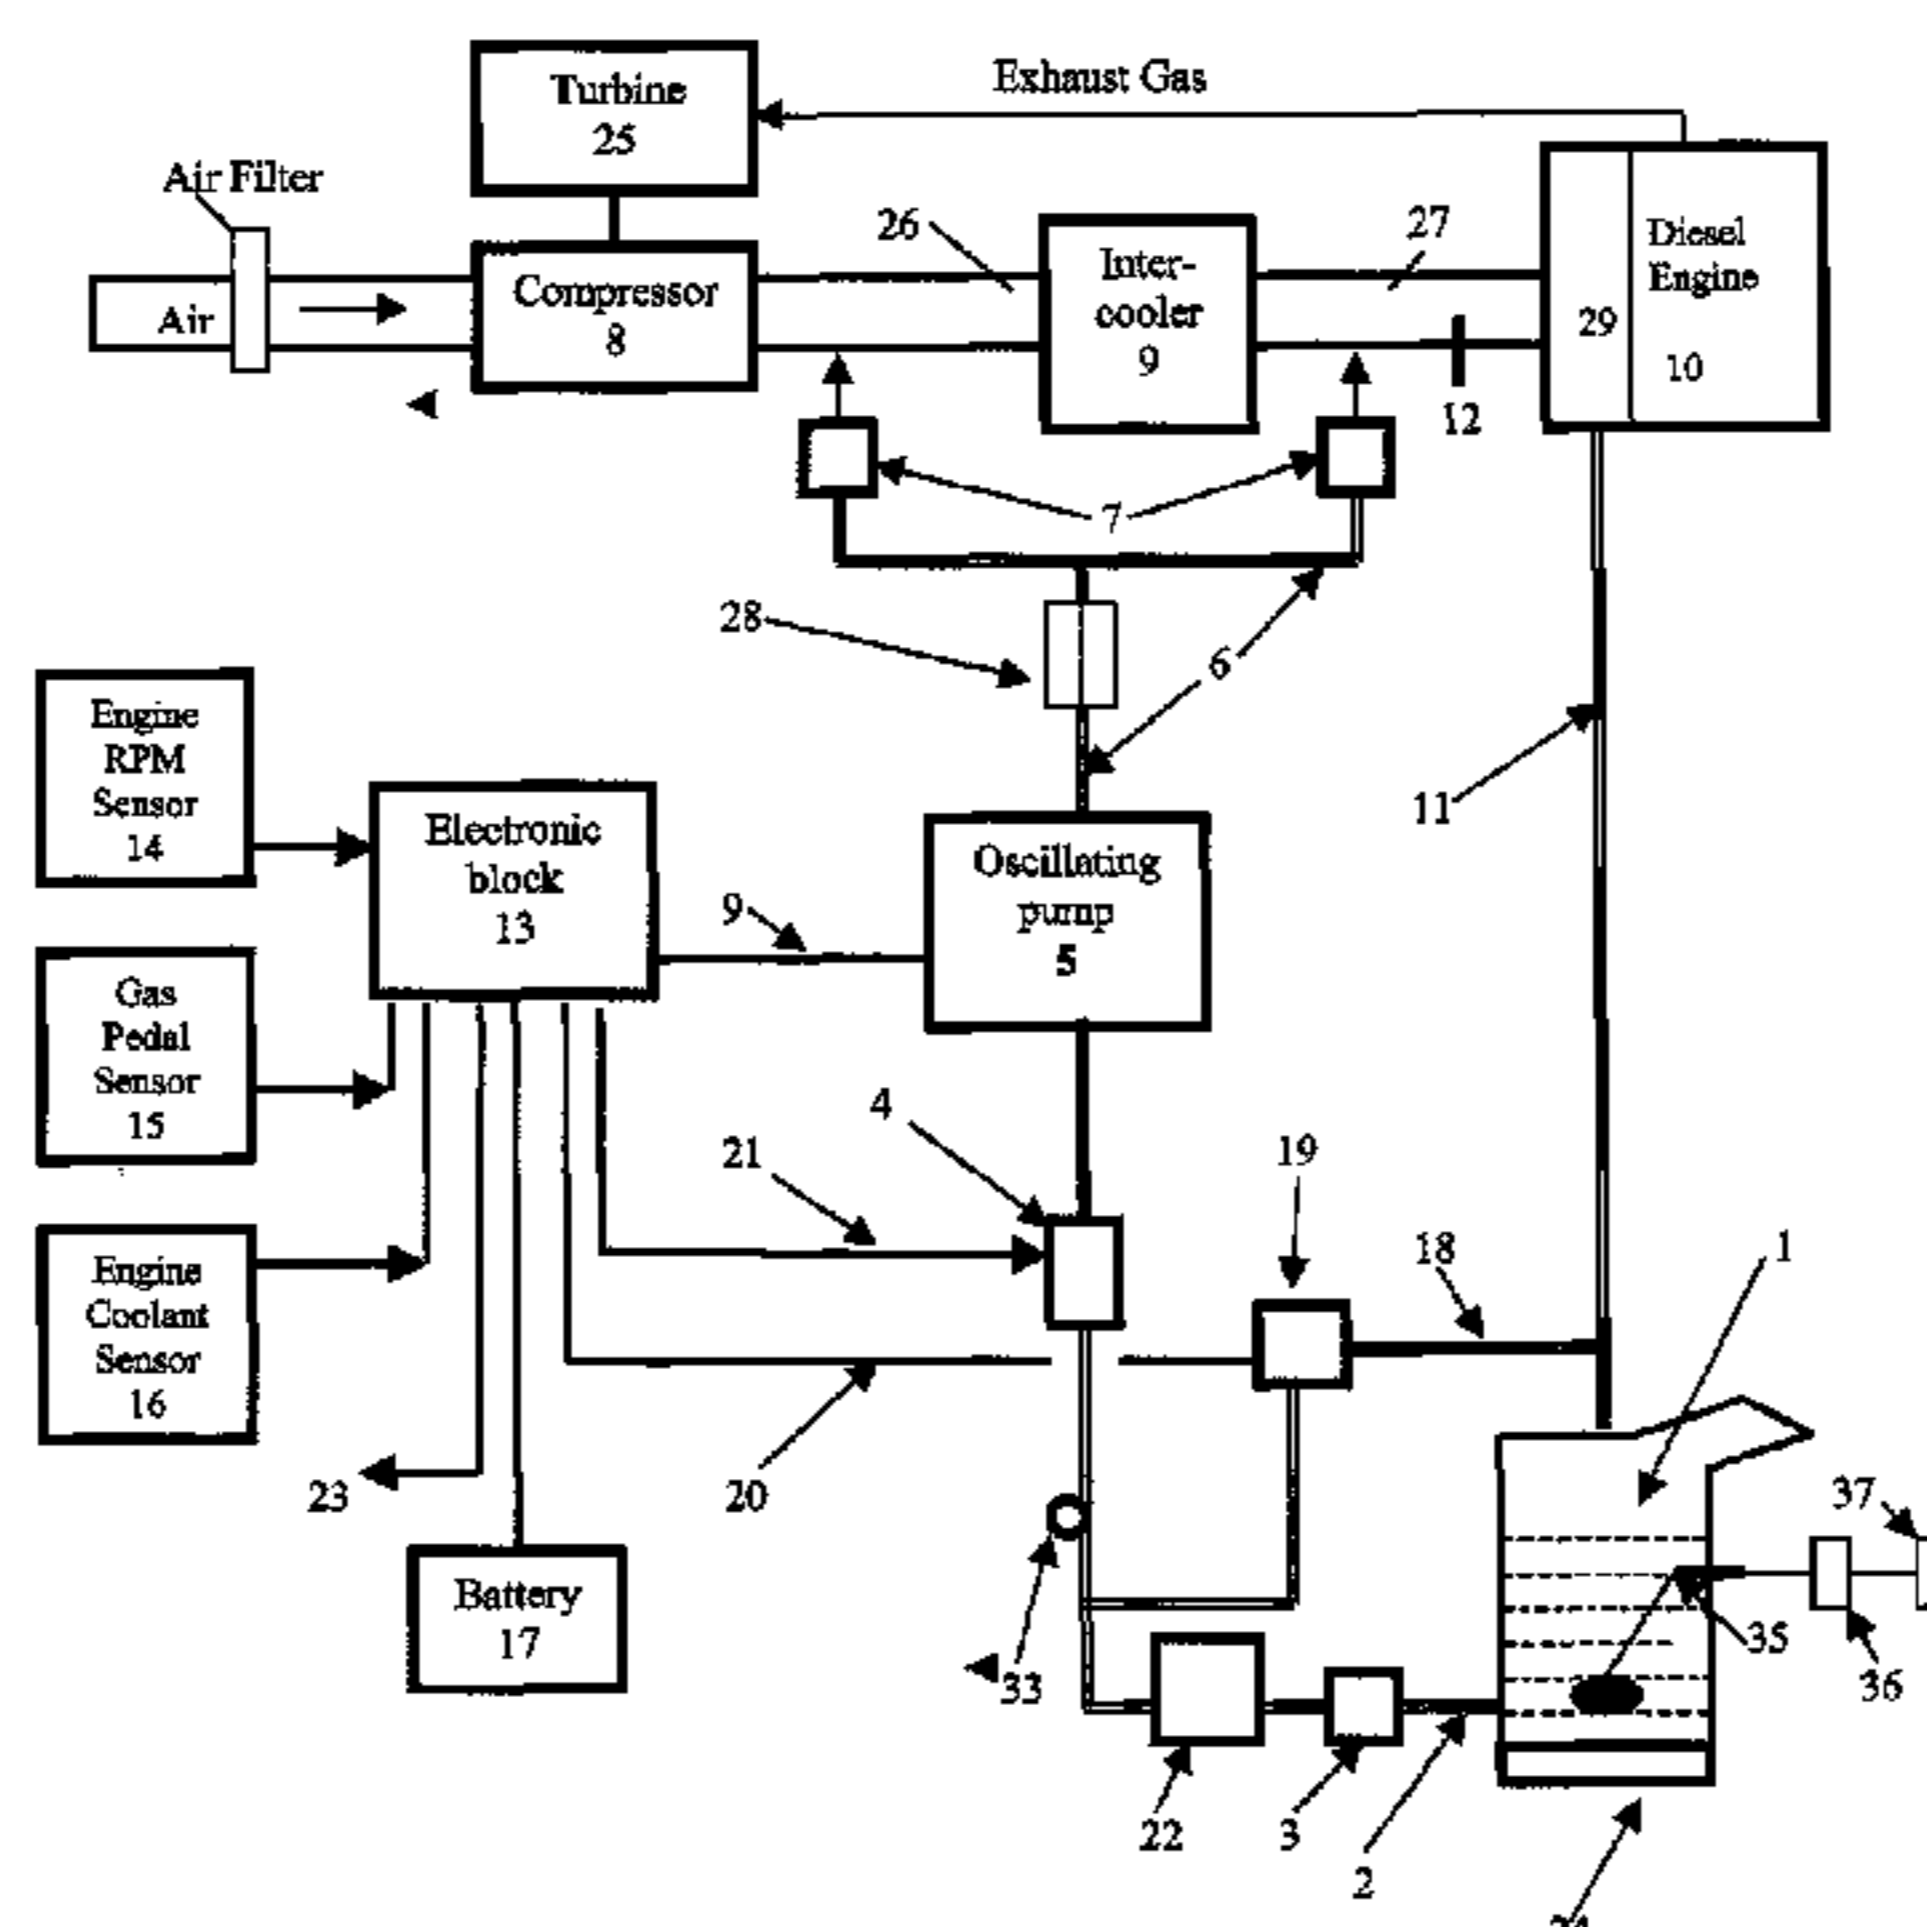 Exhaust Gas
Turbine
25
Air Filter
Air
Compressor
8
26
Inter-
cooler
9
27
12
29
Diesel
Engine
10
7
28
6
11
Engine
RPM
Sensor
14
Electronic
block
13
9
Oscillating
pump
5
Gas
Pedal
Sensor
15
4
21
19
18
1
Engine
Coolant
Sensor
16
23
20
37
Battery
17
33
35
36
22
3
2